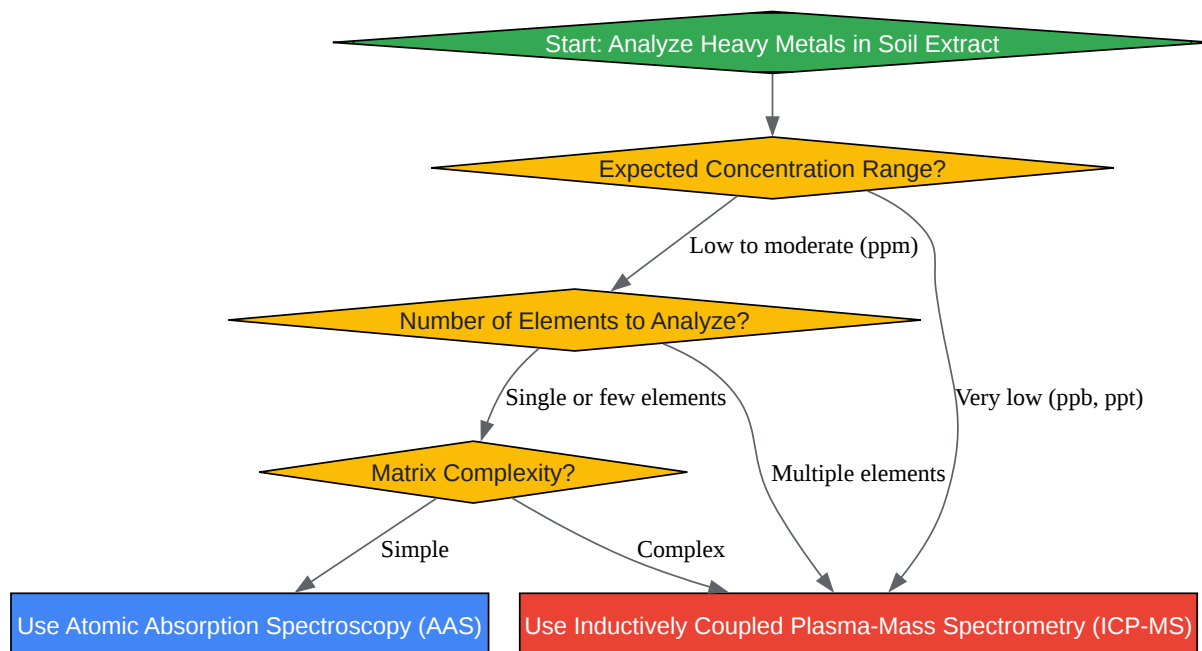 Start: Analyze Heavy Metals in Soil Extract
Expected Concentration Range?
Low to moderate (ppm)
Number of Elements to Analyze?
Single or few elements
Very low (ppb, ppt)
Matrix Complexity?
Multiple elements
Simple
Complex
Use Atomic Absorption Spectroscopy (AAS)
Use Inductively Coupled Plasma-Mass Spectrometry (ICP-MS)